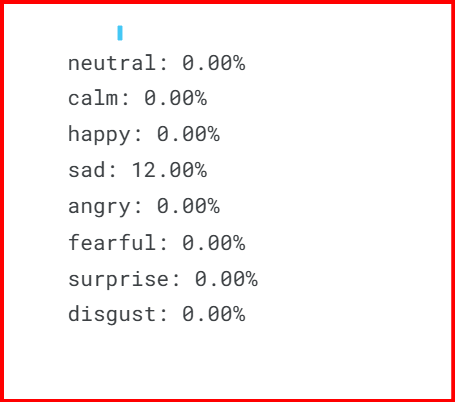 neutral: 0.00%
calm: 0.00%
happy: 0.00%
sad: 12.00%
angry: 0.00%
fearful: 0.00%
surprise: 0.00%
disgust: 0.00%